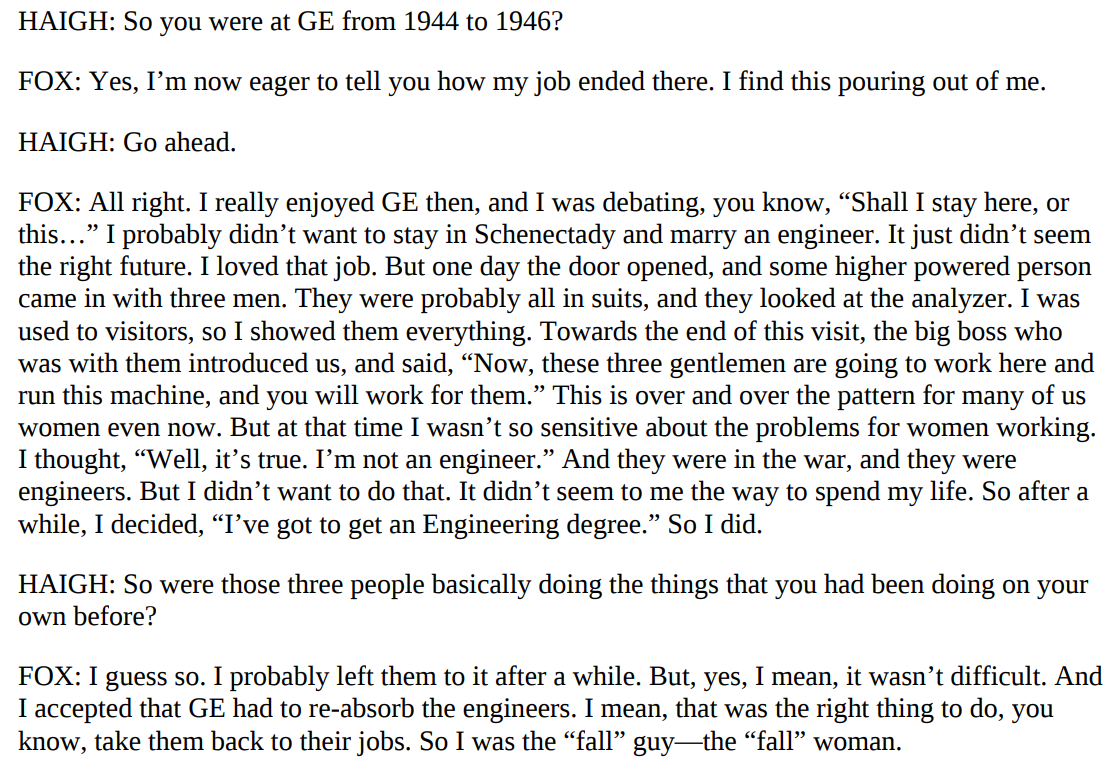 HAIGH: So you were at GE from 1944 to 1946?
FOX: Yes, I’m now eager to tell you how my job ended there. I find this pouring out of me.
HAIGH: Go ahead.
FOX: All right. I really enjoyed GE then, and I was debating, you know, “Shall I stay here, or
this…” I probably didn’t want to stay in Schenectady and marry an engineer. It just didn’t seem
the right future. I loved that job. But one day the door opened, and some higher powered person
came in with three men. They were probably all in suits, and they looked at the analyzer. I was
used to visitors, so I showed them everything. Towards the end of this visit, the big boss who
was with them introduced us, and said, “Now, these three gentlemen are going to work here and
run this machine, and you will work for them.” This is over and over the pattern for many of us
women even now. But at that time I wasn’t so sensitive about the problems for women working.
I thought, “Well, it’s true. I’m not an engineer.” And they were in the war, and they were
engineers. But I didn’t want to do that. It didn’t seem to me the way to spend my life. So after a
while, I decided, “I’ve got to get an Engineering degree.” So I did.
HAIGH: So were those three people basically doing the things that you had been doing on your
own before?
FOX: I guess so. I probably left them to it after a while. But, yes, I mean, it wasn’t difficult. And
I accepted that GE had to re-absorb the engineers. I mean, that was the right thing to do, you
know, take them back to their jobs. So I was the “fall” guy—the “fall” woman.